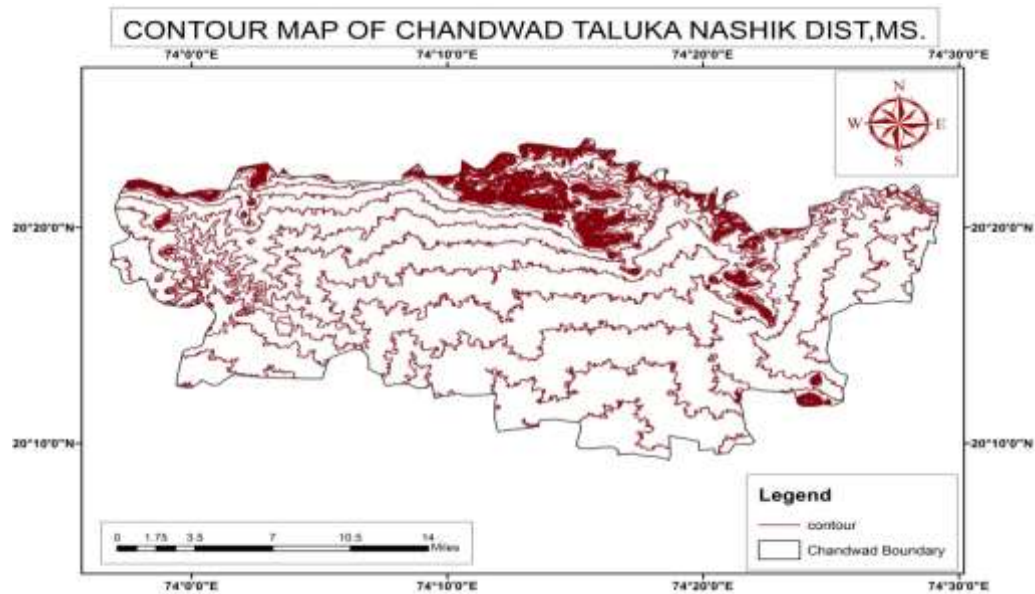 CONTOUR MAP OF CHANDWAD TALUKA NASHIK DIST,MS.
74°0'0"E 74°10'0"E 74°20'0"E 74°30'0"E
N
W E
S
20°20'0"N 20°20'0"N
20°10'0"N 20°10'0"N
Legend
contour
Chandwad Boundary
0 1.75 3.5 7 10.5 14
Miles
74°0'0"E 74°10'0"E 74°20'0"E 74°30'0"E